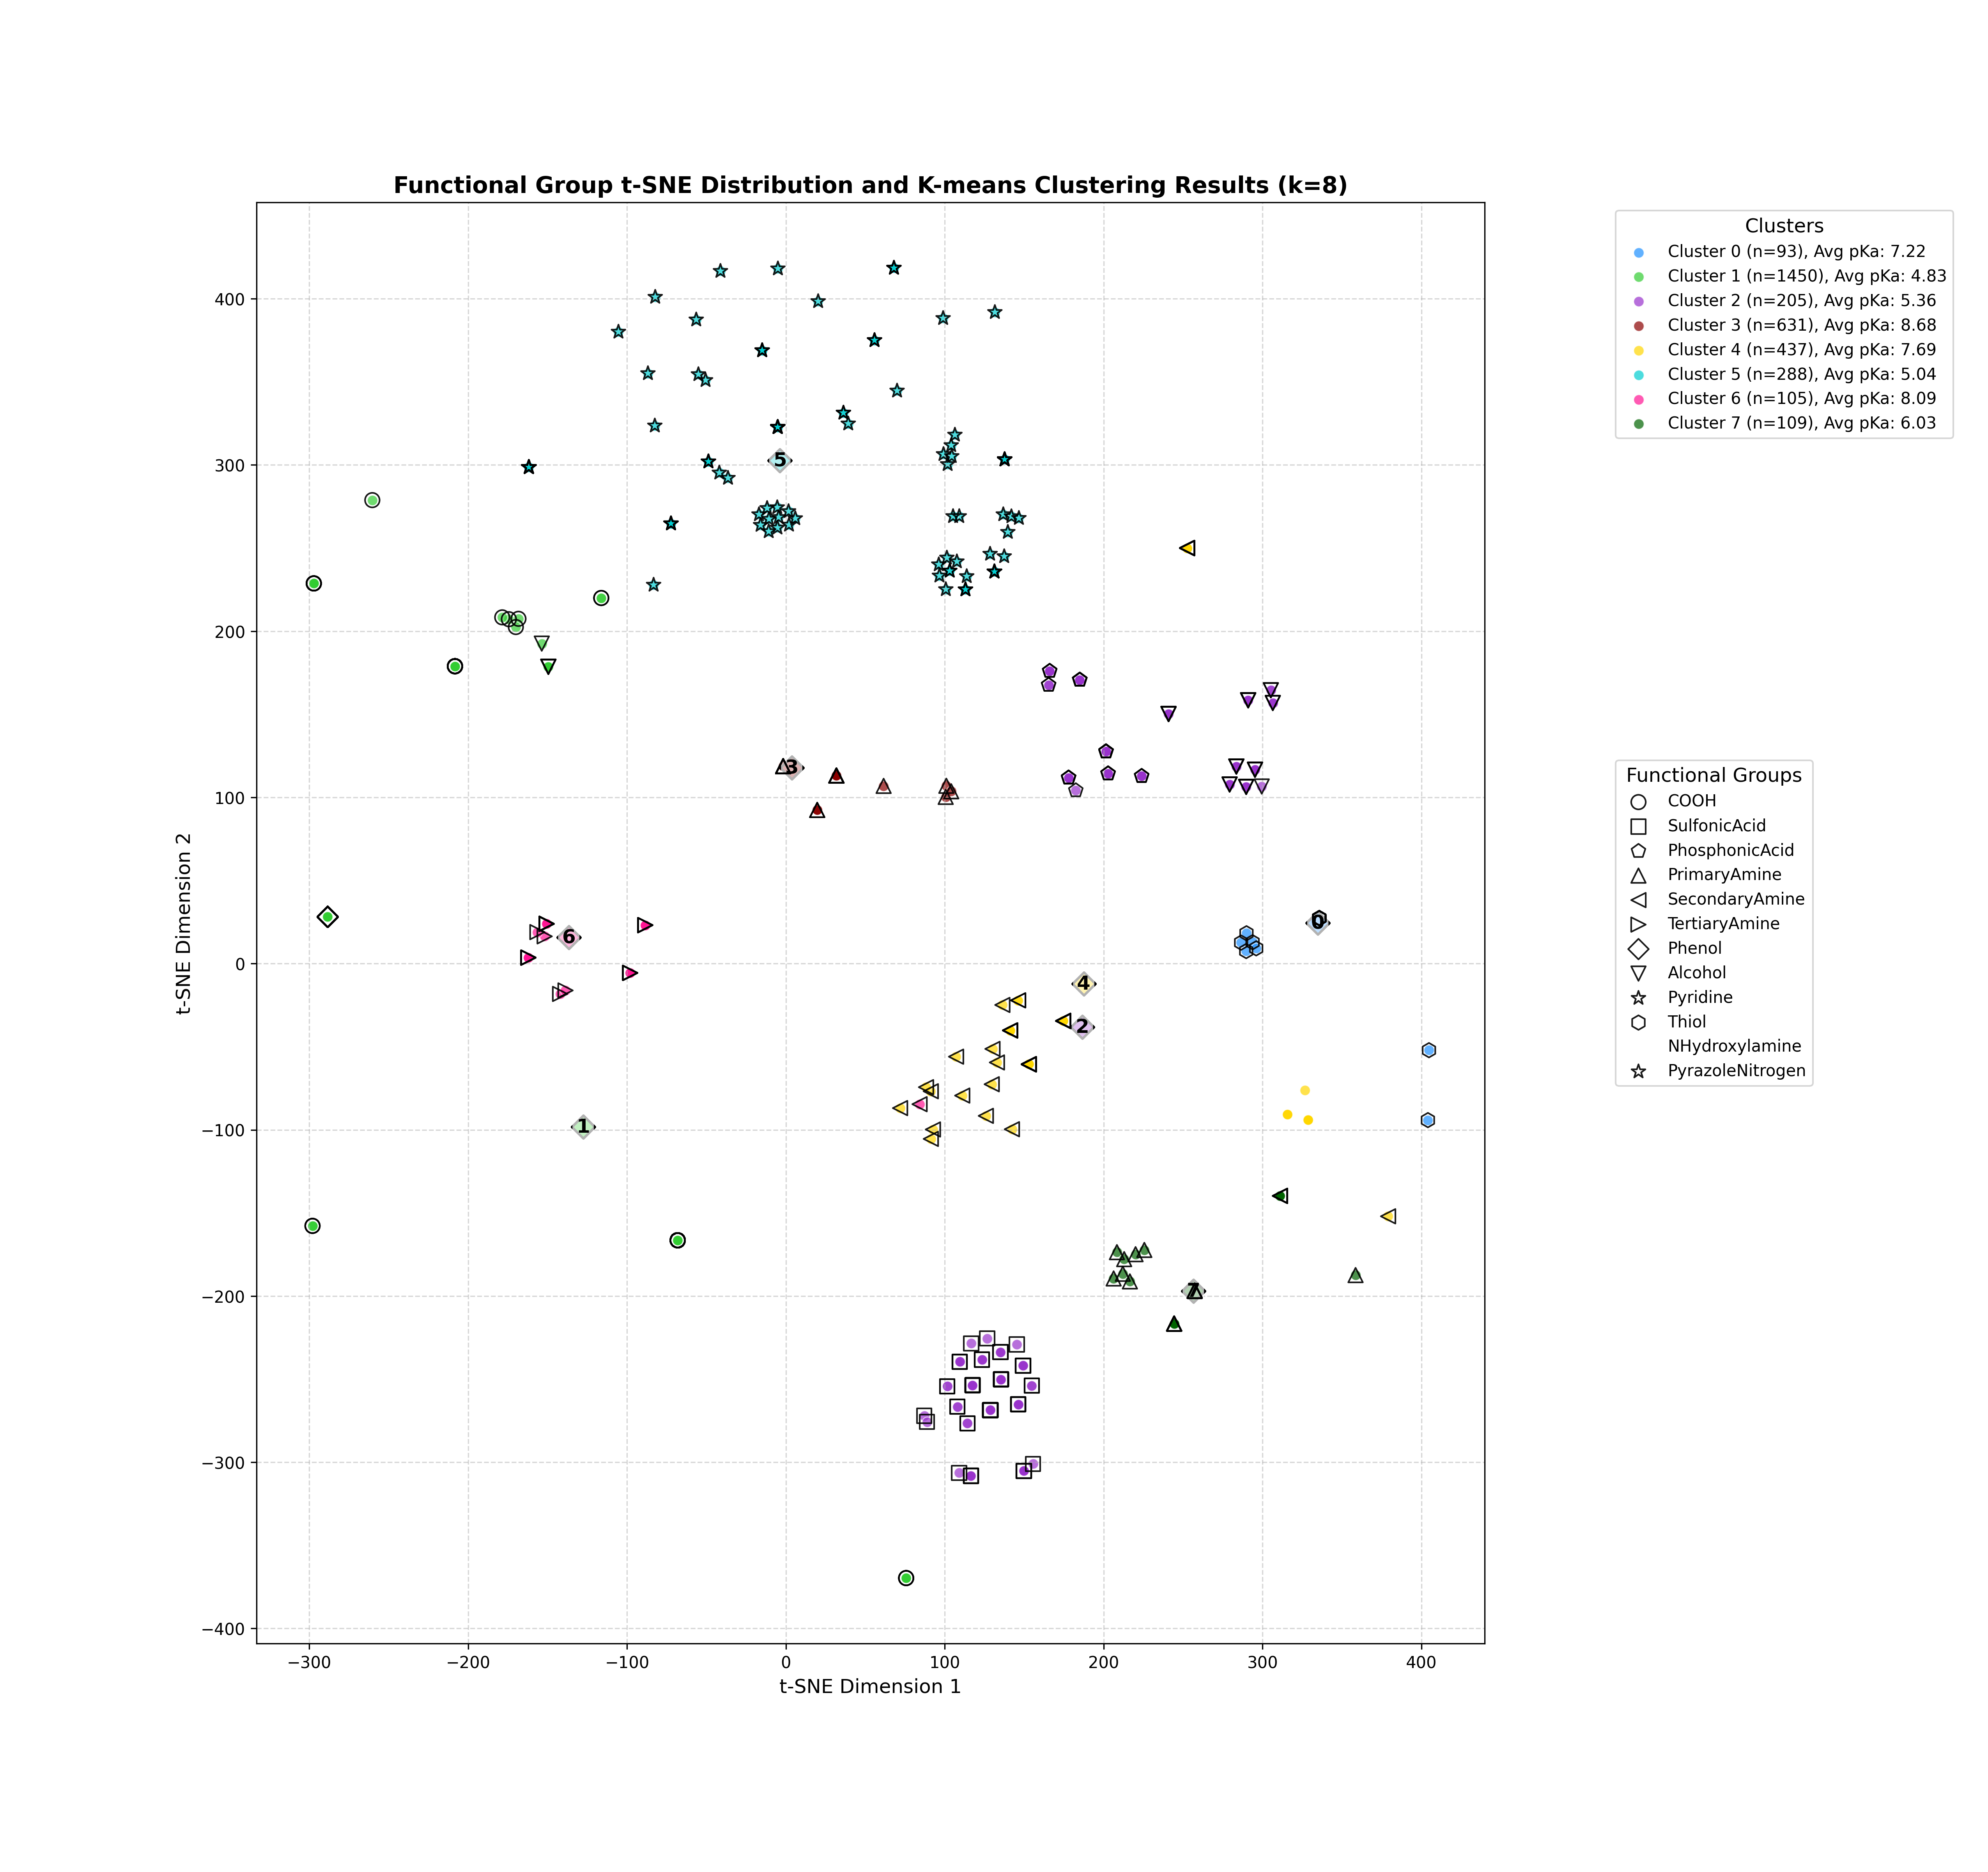 Functional Group t-SNE Distribution and K-means Clustering Results (k=8)
Clusters
Cluster 0 (n=93), Avg pKa: 7.22
Cluster 1 (n=1450), Avg pKa: 4.83
Cluster 2 (n=205), Avg pKa: 5.36
Cluster 3 (n=631), Avg pKa: 8.68
Cluster 4 (n=437), Avg pKa: 7.69
Cluster 5 (n=288), Avg pKa: 5.04
Cluster 6 (n=105), Avg pKa: 8.09
Cluster 7 (n=109), Avg pKa: 6.03
Functional Groups
COOH
SulfonicAcid
PhosphonicAcid
PrimaryAmine
SecondaryAmine
TertiaryAmine
Phenol
Alcohol
Pyridine
Thiol
NHydroxylamine
PyrazoleNitrogen
t-SNE Dimension 2
400
300
200
100
0
−100
−200
−300
−400
5
3
6
0
4
2
1
7
−300
−200
−100
0
100
200
300
400
t-SNE Dimension 1